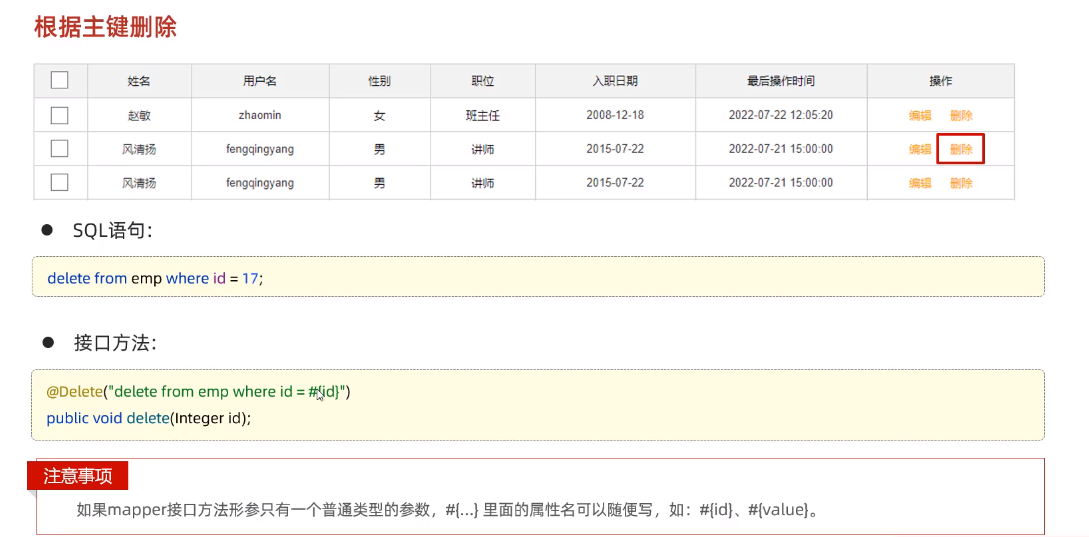 根据主键删除
姓名 用户名 性别 职位 入职日期 最后操作时间 操作
赵敏 zhaomin 女 班主任 2008-12-18 2022-07-22 12:05:20 编辑 删除
风清扬 fengqingyang 男 讲师 2015-07-22 2022-07-21 15:00:00 编辑 删除
风清扬 fengqingyang 男 讲师 2015-07-22 2022-07-21 15:00:00 编辑 删除
● SQL语句：
delete from emp where id = 17;
● 接口方法：
@Delete("delete from emp where id = #{id}")
public void delete(Integer id);
注意事项
如果mapper接口方法形参只有一个普通类型的参数，#{…} 里面的属性名可以随便写，如：#{id}、#{value}。